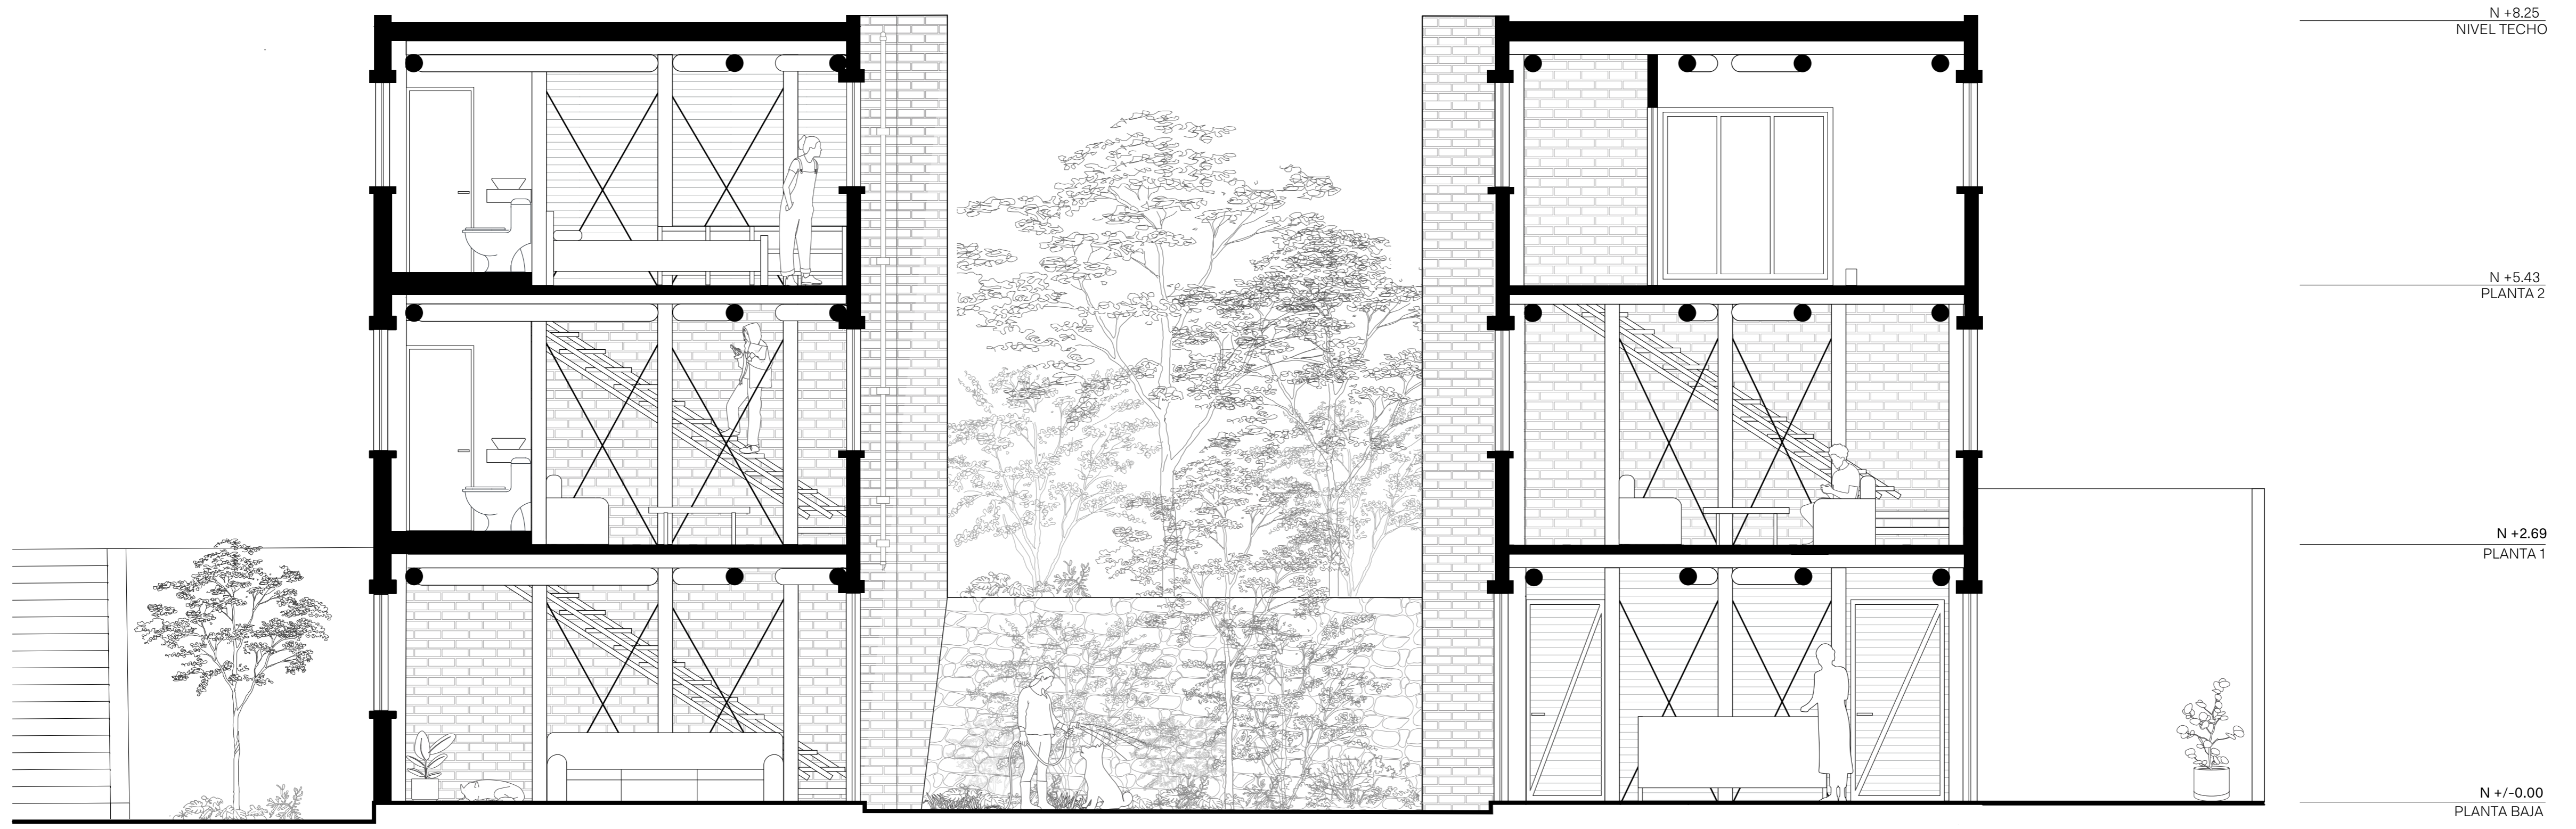 N +8.25
NIVEL TECHO
N +5.43
PLANTA 2
N +2.69
PLANTA 1
N +/-0.00
PLANTA BAJA